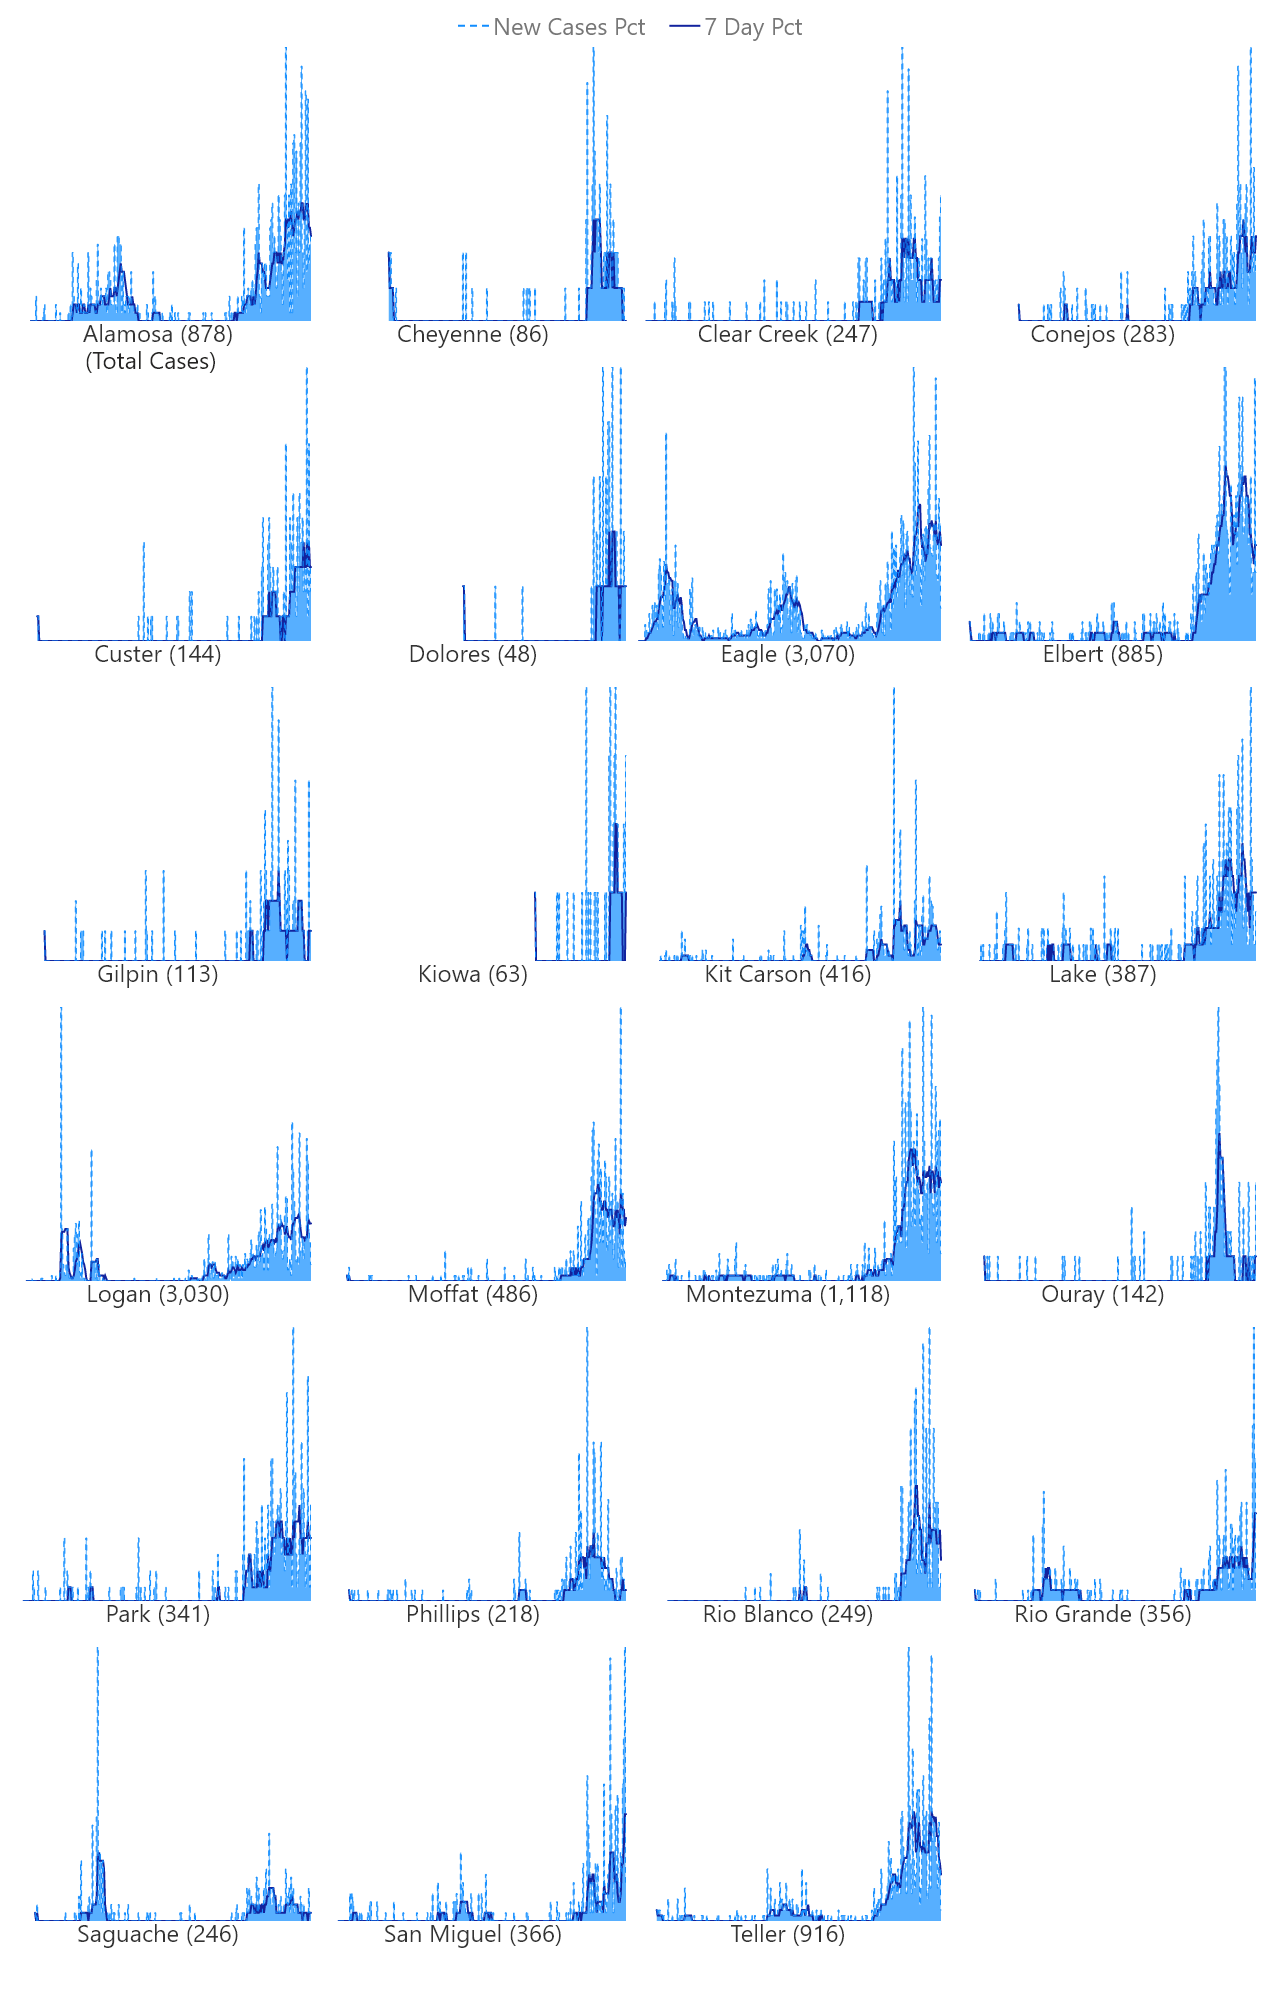 New Cases Pct 7 Day Pct
Alamosa (878) Cheyenne (86) Clear Creek (247) Conejos (283)
(Total Cases)
Custer (144) Dolores (48) Eagle (3,070) Elbert (885)
Gilpin (113) Kiowa (63) Kit Carson (416) Lake (387)
Logan (3,030) Moffat (486) Montezuma (1,118) Ouray (142)
Park (341) Phillips (218) Rio Blanco (249) Rio Grande (356)
Saguache (246) San Miguel (366) Teller (916)